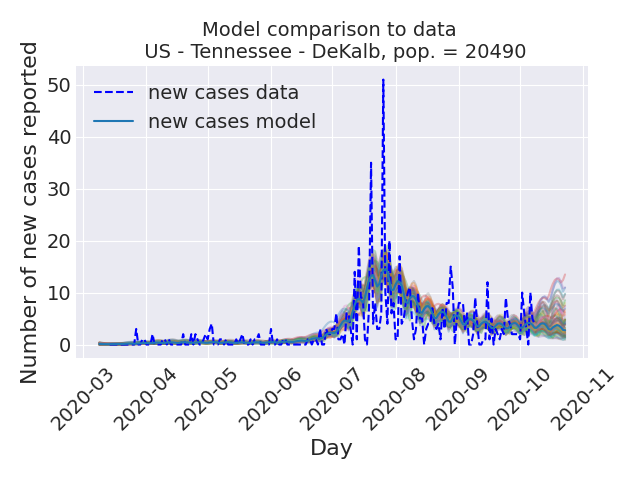 Model comparison to data
US - Tennessee - DeKalb, pop. = 20490
Number of new cases reported
50
40
30
20
10
0
new cases data
new cases model
2020-03
2020-04
2020-05
2020-06
2020-07
2020-08
2020-09
2020-10
2020-11
Day